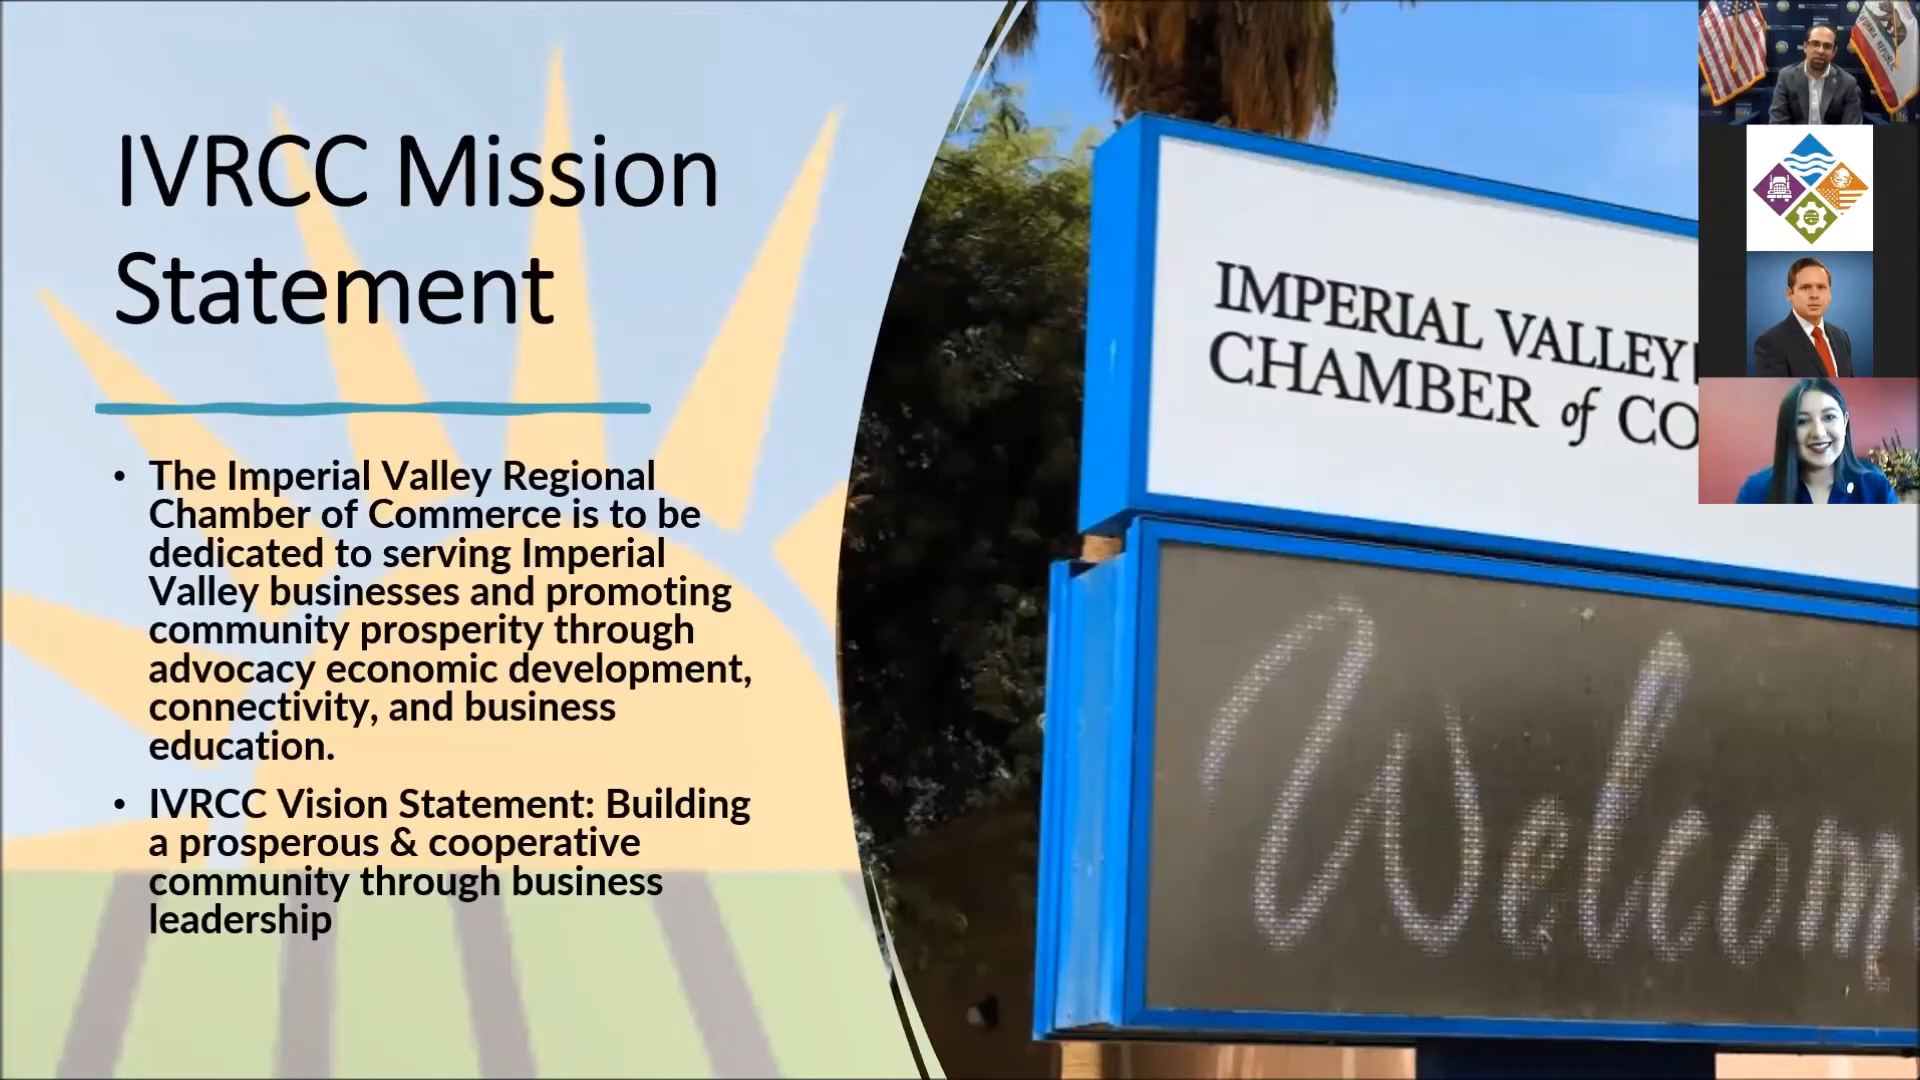 IVRCC Mission
Statement
• The Imperial Valley Regional
Chamber of Commerce is to be
dedicated to serving Imperial
Valley businesses and promoting
community prosperity through
advocacy economic development,
connectivity, and business
education.
• IVRCC Vision Statement: Building
a prosperous & cooperative
community through business
leadership
IMPERIAL VALLEY
CHAMBER of CO
Welcom